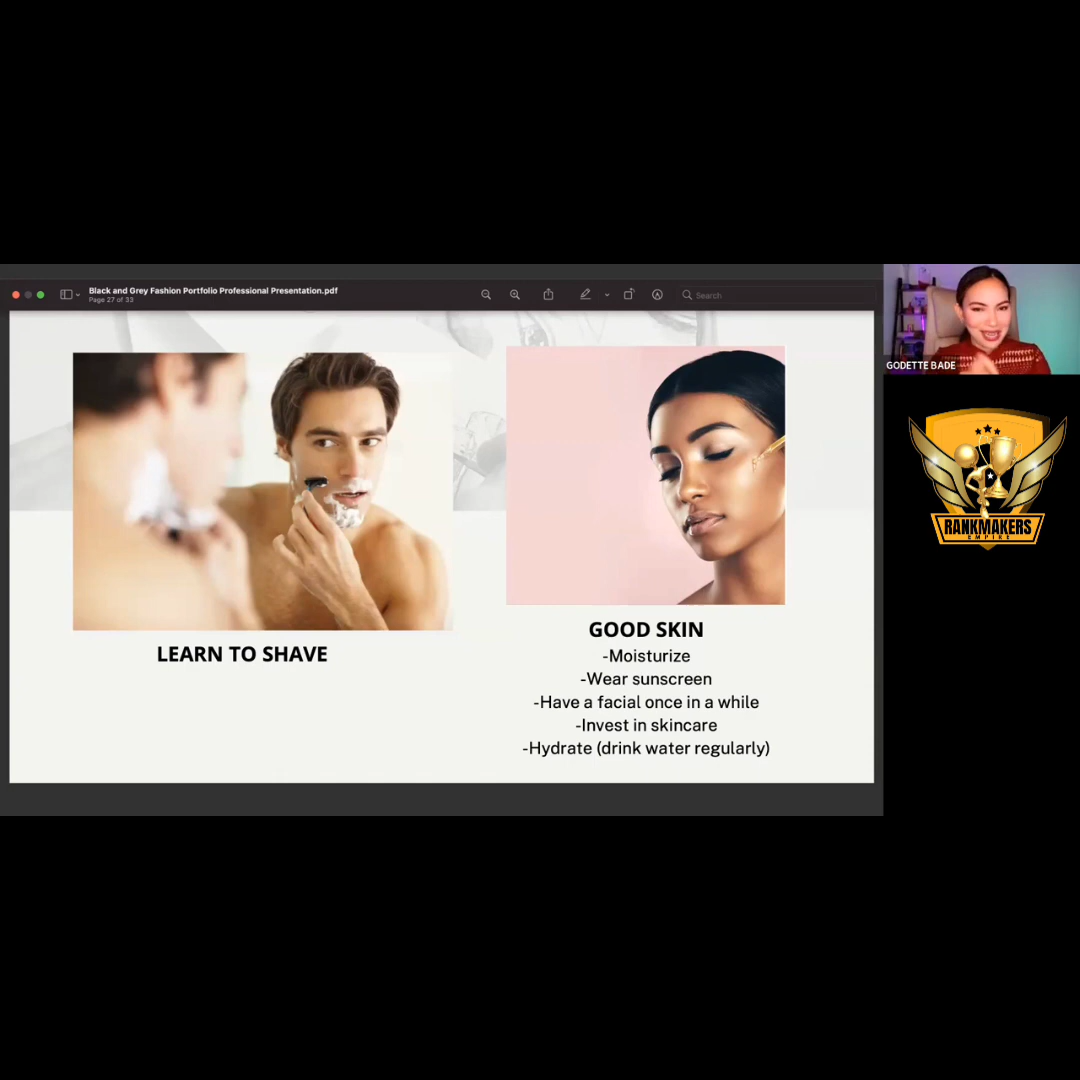 Black and Grey Fashion Portfolio Professional Presentation.pdf
Page 27 of 33
Search
GODETTE BADE
RANKMAKERS
EMPIRE
LEARN TO SHAVE
GOOD SKIN
-Moisturize
-Wear sunscreen
-Have a facial once in a while
-Invest in skincare
-Hydrate (drink water regularly)